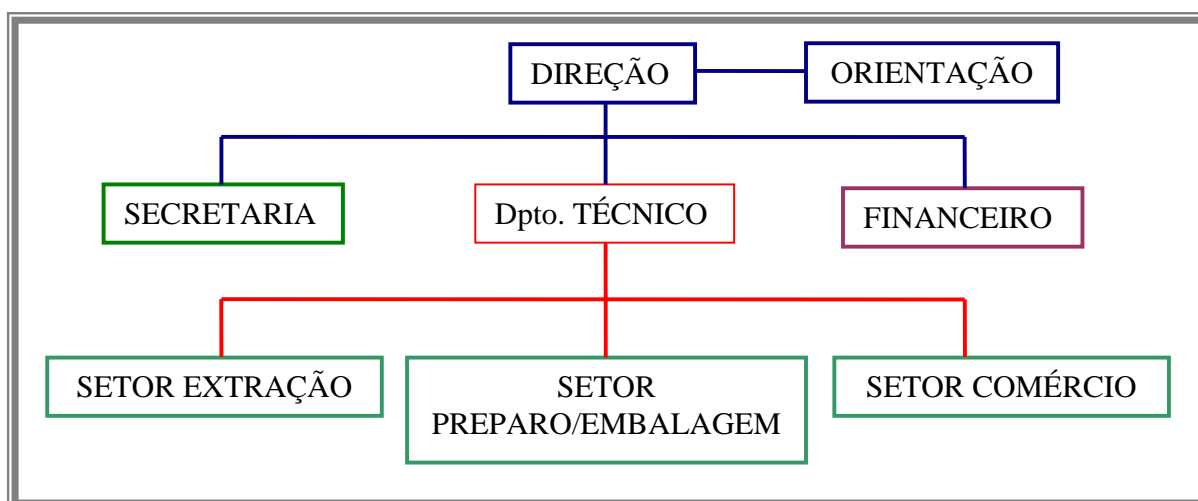 DIREÇÃO
ORIENTAÇÃO
SECRETARIA
Dpto. TÉCNICO
FINANCEIRO
SETOR EXTRAÇÃO
SETOR
PREPARO/EMBALAGEM
SETOR COMÉRCIO